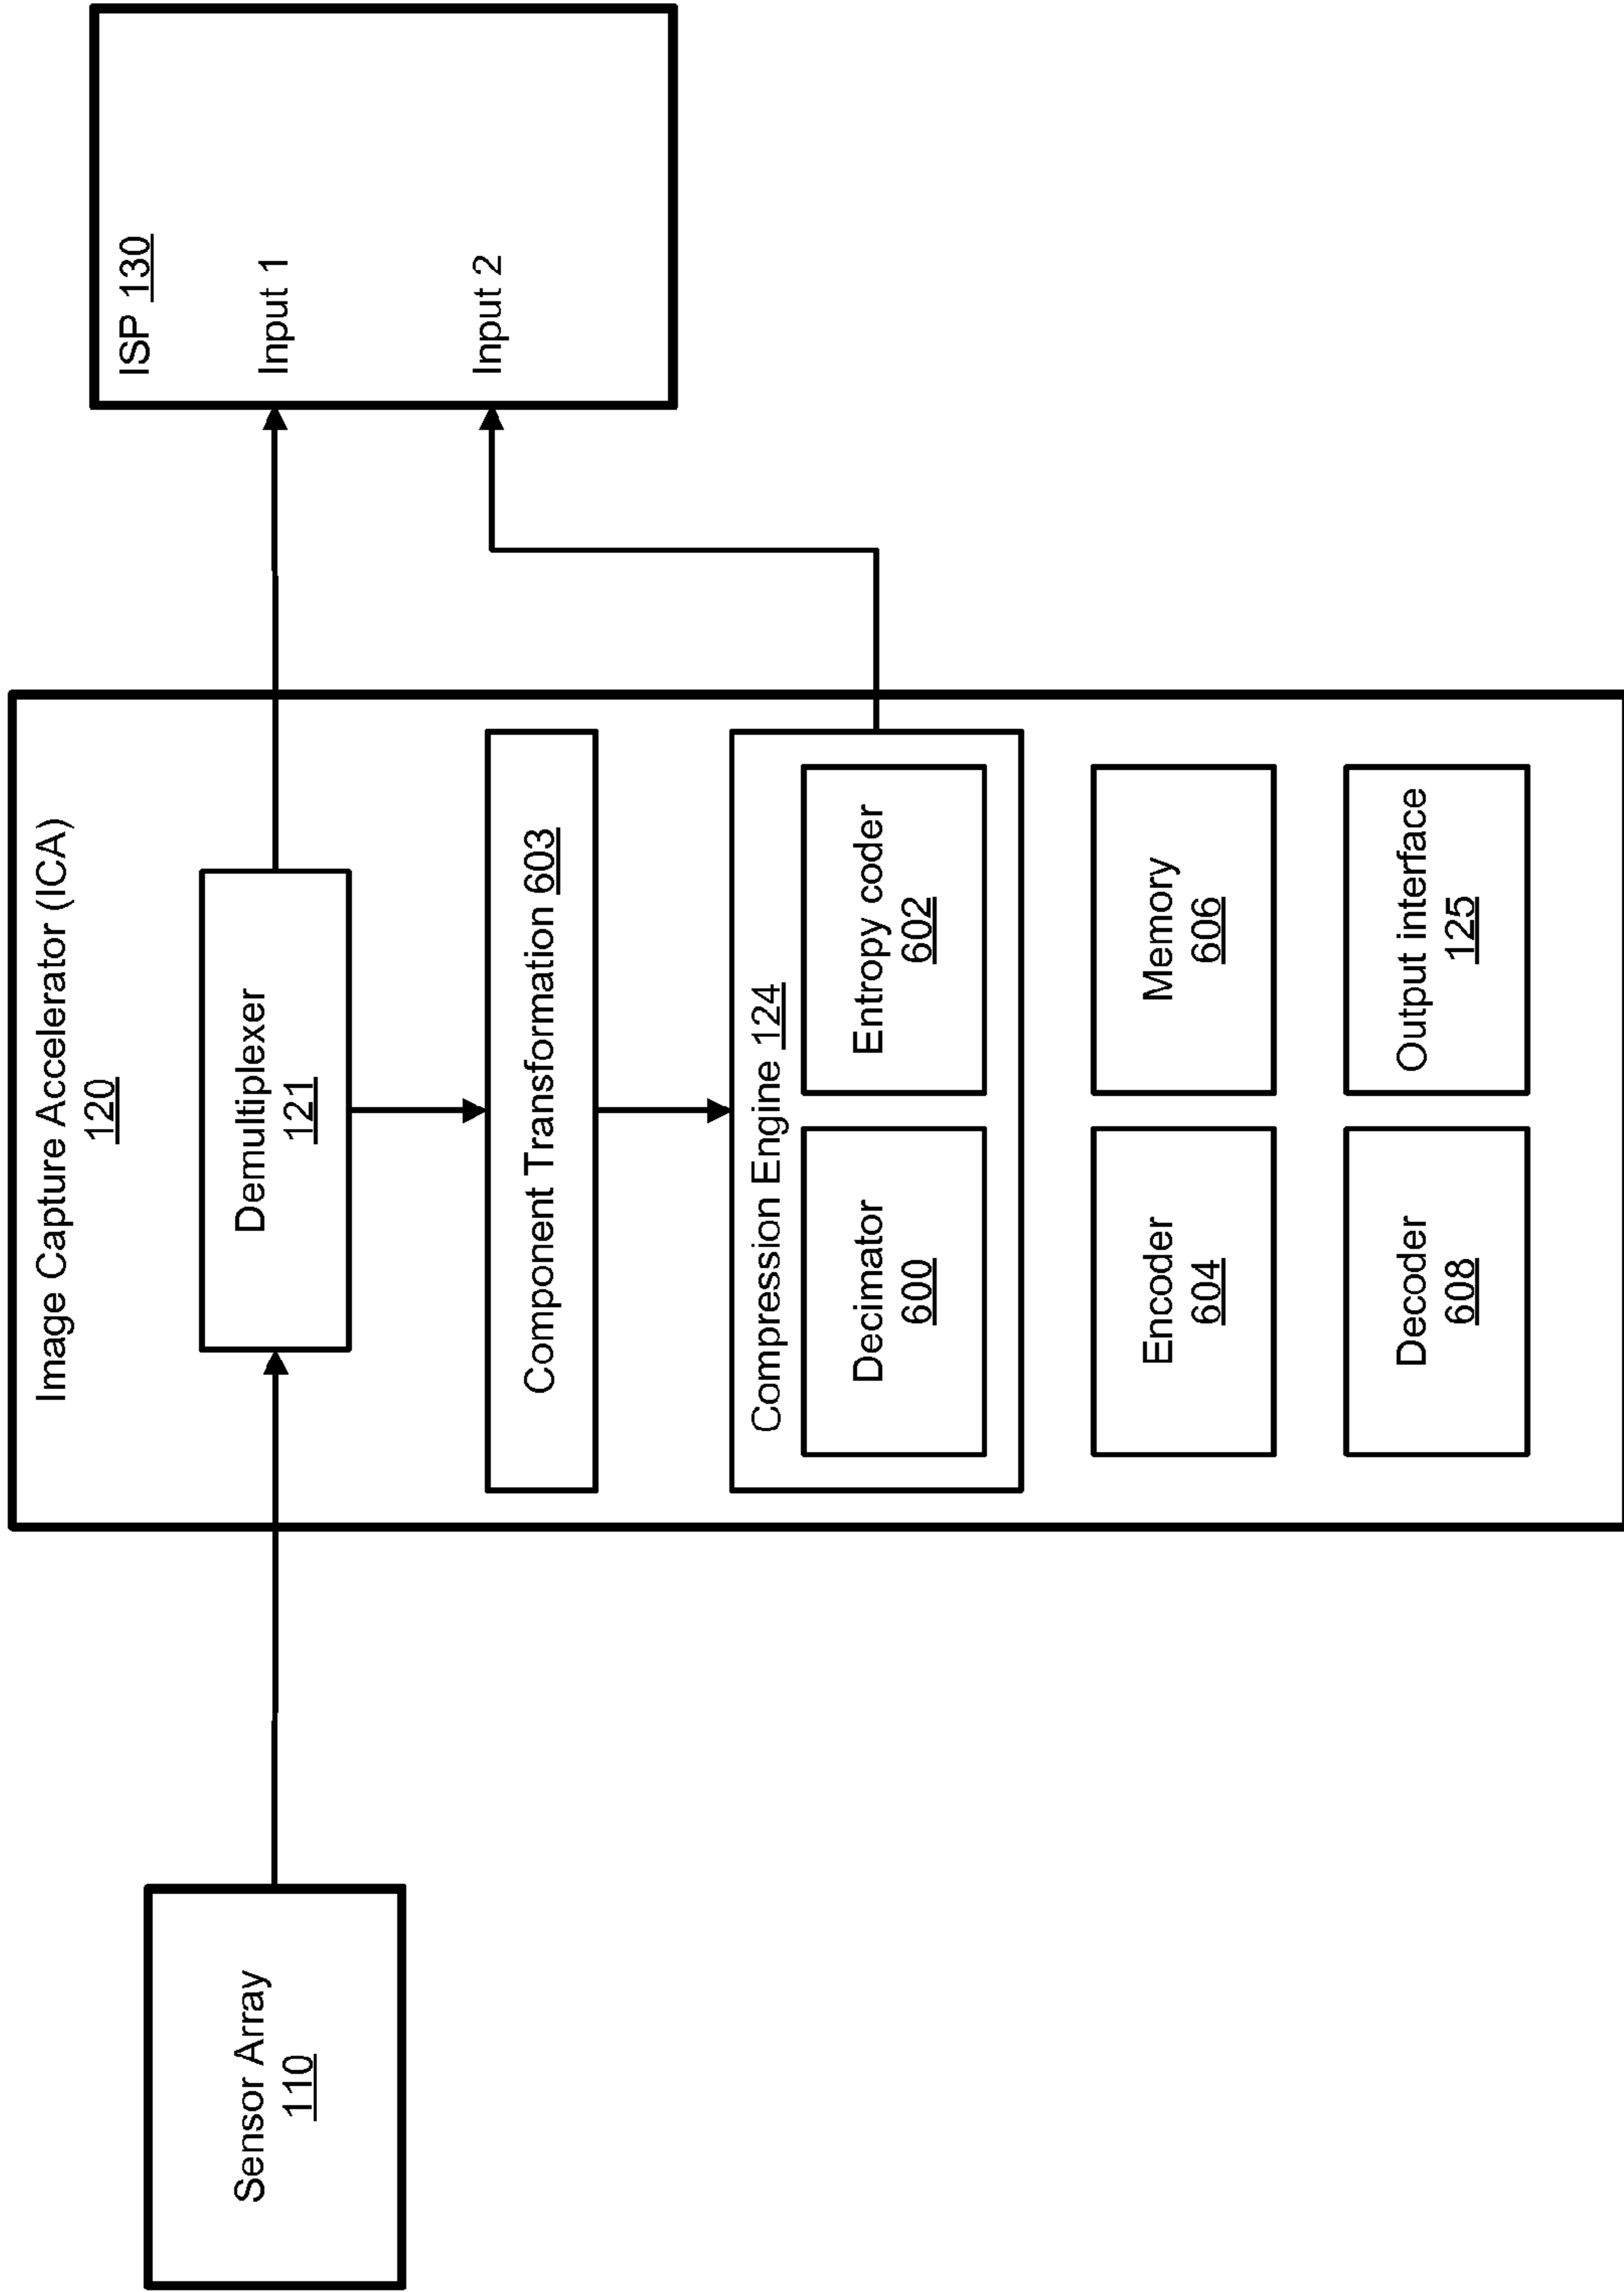 Sensor Array
110
Image Capture Accelerator (ICA)
120
Demultiplexer
121
Component Transformation 603
Compression Engine 124
Decimator
600
Entropy coder
602
Encoder
604
Memory
606
Decoder
608
Output interface
125
ISP 130
Input 1
Input 2